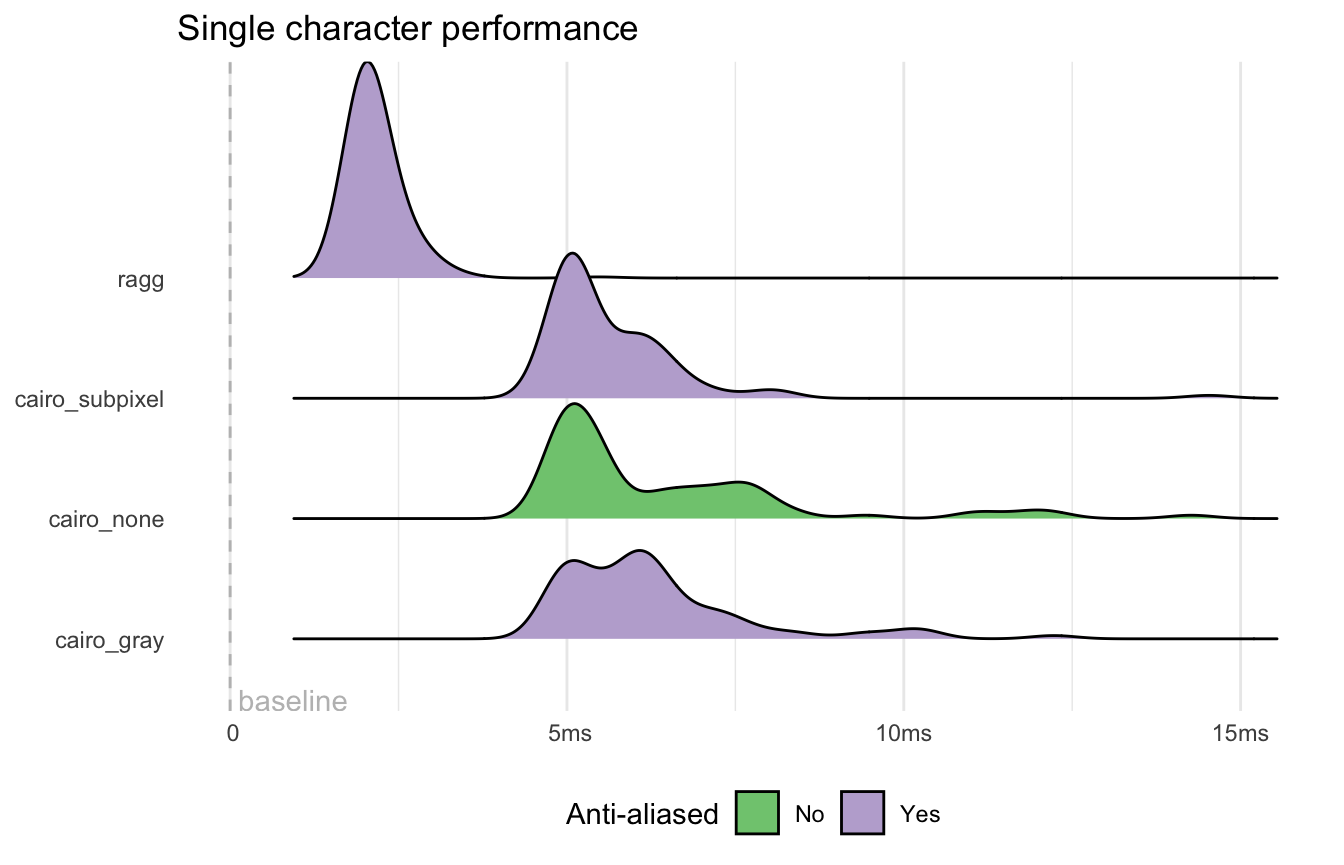 Single character performance
ragg
cairo_subpixel
cairo_none
cairo_gray
baseline
0 5ms 10ms 15ms
Anti-aliased No Yes